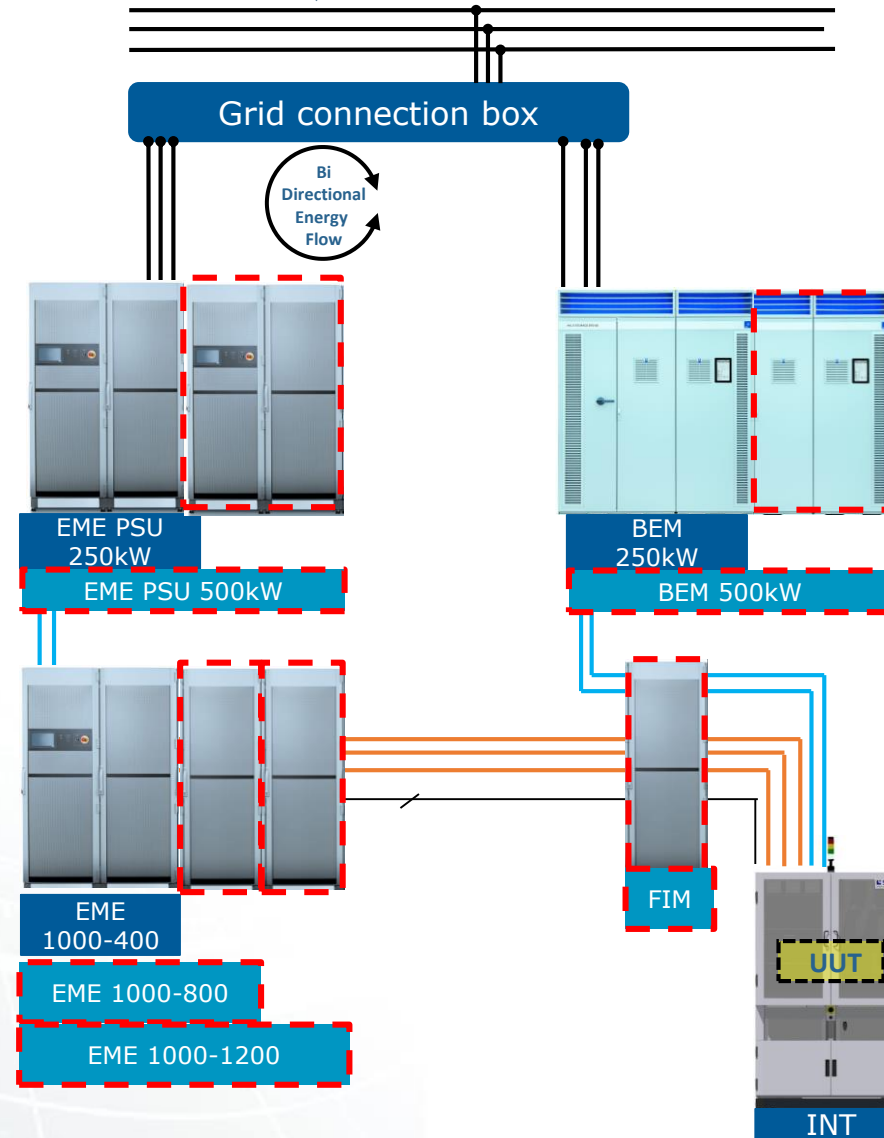 Grid connection box
Bi
Directional
Energy
Flow
EME PSU
250kW
EME PSU 500kW
BEM
250kW
BEM 500kW
EME
1000-400
EME 1000-800
EME 1000-1200
FIM
UUT
INT